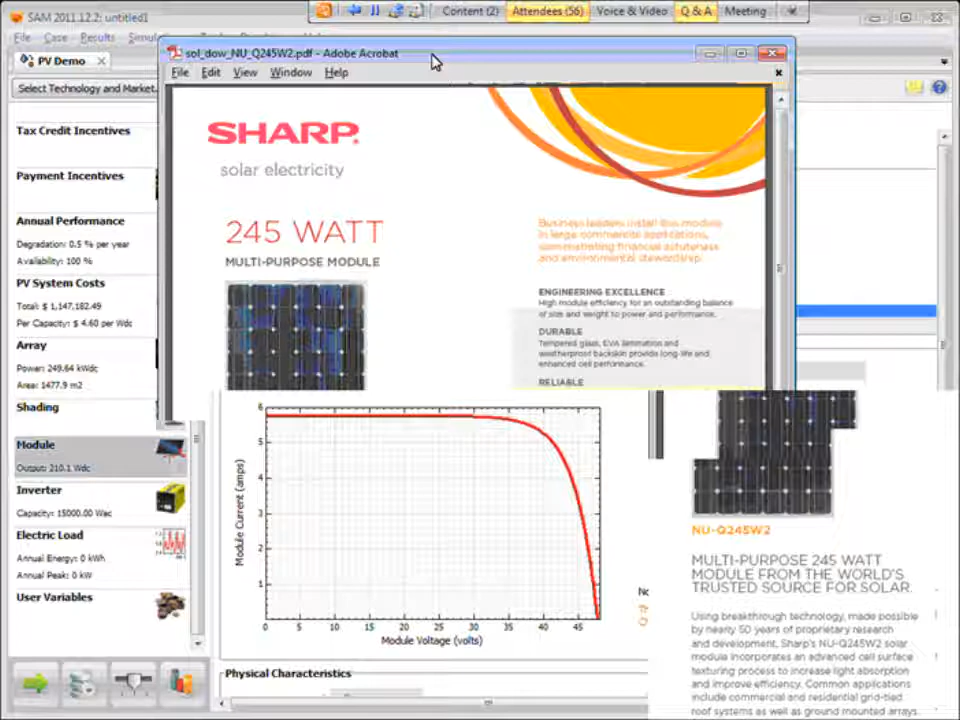 SAM 2011.12.2: untitled1
Content (2)
Attendees (56)
Voice & Video
Q & A
Meeting
File Case Results
PV Demo
Select Technology and Market
Tax Credit Incentives
Payment Incentives
Annual Performance
Degradation: 0.5 % per year
Availability: 100 %
PV System Costs
Total: $ 1,147,182.49
Per Capacity: $ 4.60 per Wdc
Array
Power: 249.64 kWdc
Area: 1477.9 m2
Shading
Module
Output: 210.1 Wdc
Inverter
Capacity: 15000.00 Wac
Electric Load
Annual Energy: 0 kWh
Annual Peak: 0 kW
User Variables
sol_dow_NU_Q245W2.pdf - Adobe Acrobat
File Edit View Window Help
SHARP.
solar electricity
245 WATT
MULTI-PURPOSE MODULE
Business leaders install this module
in large commercial applications,
demonstrating financial astuteness
and environmental stewardship.
ENGINEERING EXCELLENCE
High module efficiency for an outstanding balance
of size and weight to power and performance.
DURABLE
Tempered glass, EVA lamination and
weatherproof backskin provide long-life and
enhanced cell performance.
RELIABLE
Module Current (amps)
6
5
4
3
2
1
0 5 10 15 20 25 30 35 40 45
Module Voltage (volts)
Physical Characteristics
NU-Q245W2
MULTI-PURPOSE 245 WATT
MODULE FROM THE WORLD'S
TRUSTED SOURCE FOR SOLAR.
Using breakthrough technology, made possible
by nearly 50 years of proprietary research
and development, Sharp's NU-Q245W2 solar
module incorporates an advanced cell surface
texturing process to increase light absorption
and improve efficiency. Common applications
include commercial and residential grid-tied
roof systems as well as ground mounted arrays.